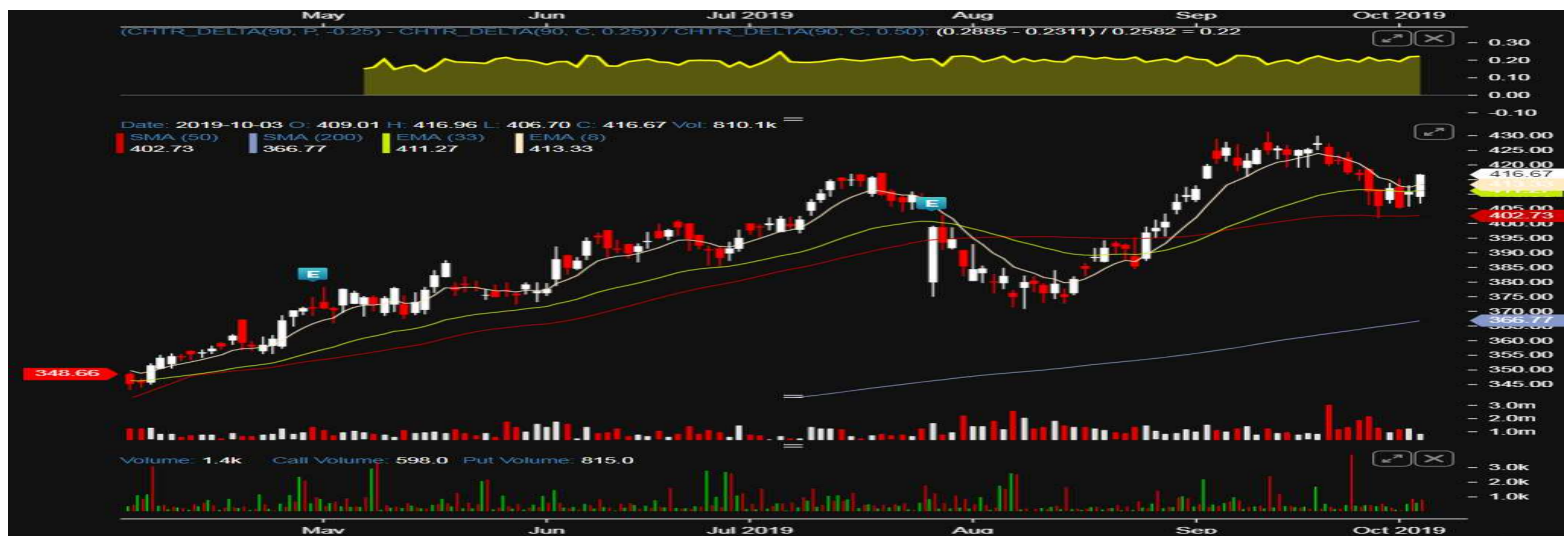 May Jun Jul 2019 Aug Sep Oct 2019
(CHTR_DELTA(90, P, -0.25) - CHTR_DELTA(90, C, 0.25)) / CHTR_DELTA(90, C, 0.50): (0.2885 - 0.2311) / 0.2582 = 0.22
0.30
0.20
0.10
0.00
-0.10
Date: 2019-10-03 O: 409.01 H: 416.96 L: 406.70 C: 416.67 Vol: 810.1k
SMA (50) SMA (200) EMA (33) EMA (8)
402.73 366.77 411.27 413.33
430.00
425.00
420.00
416.67
405.00
402.73
400.00
395.00
390.00
E
385.00
380.00
E
375.00
370.00
366.77
360.00
355.00
350.00
348.66
345.00
3.0m
2.0m
1.0m
Volume: 1.4k Call Volume: 598.0 Put Volume: 815.0
3.0k
2.0k
1.0k
May Jun Jul 2019 Aug Sep Oct 2019